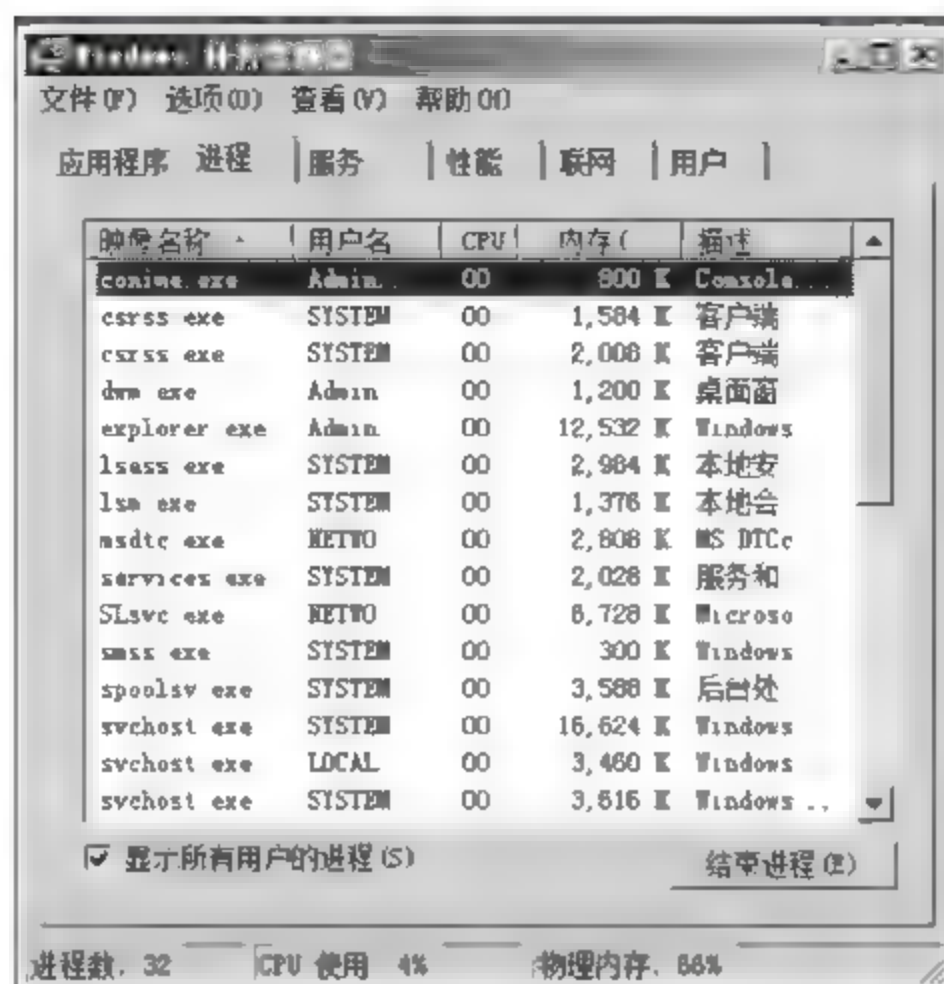 Windows 任务管理器
文件(F) 选项(O) 查看(V) 帮助(H)
应用程序 进程 服务 性能 联网 用户
映像名称 用户名 CPU 内存( 描述
conime.exe Admin.. 00 800 K Console...
csrss exe SYSTEM 00 1,584 K 客户端
csrss exe SYSTEM 00 2,008 K 客户端
dwm exe Admin 00 1,200 K 桌面窗
explorer exe Admin 00 12,532 K Windows
lsass exe SYSTEM 00 2,984 K 本地安
lsm exe SYSTEM 00 1,376 K 本地会
msdtc exe NETWO 00 2,808 K MS DTCc
services exe SYSTEM 00 2,028 K 服务和
SLsvc exe NETWO 00 6,728 K Microso
smss exe SYSTEM 00 300 K Windows
spoolsv exe SYSTEM 00 3,588 K 后台处
svchost exe SYSTEM 00 16,624 K Windows
svchost exe LOCAL 00 3,460 K Windows
svchost exe SYSTEM 00 3,616 K Windows ..
显示所有用户的进程(S)
结束进程(E)
进程数: 32 CPU 使用 4% 物理内存: 66%